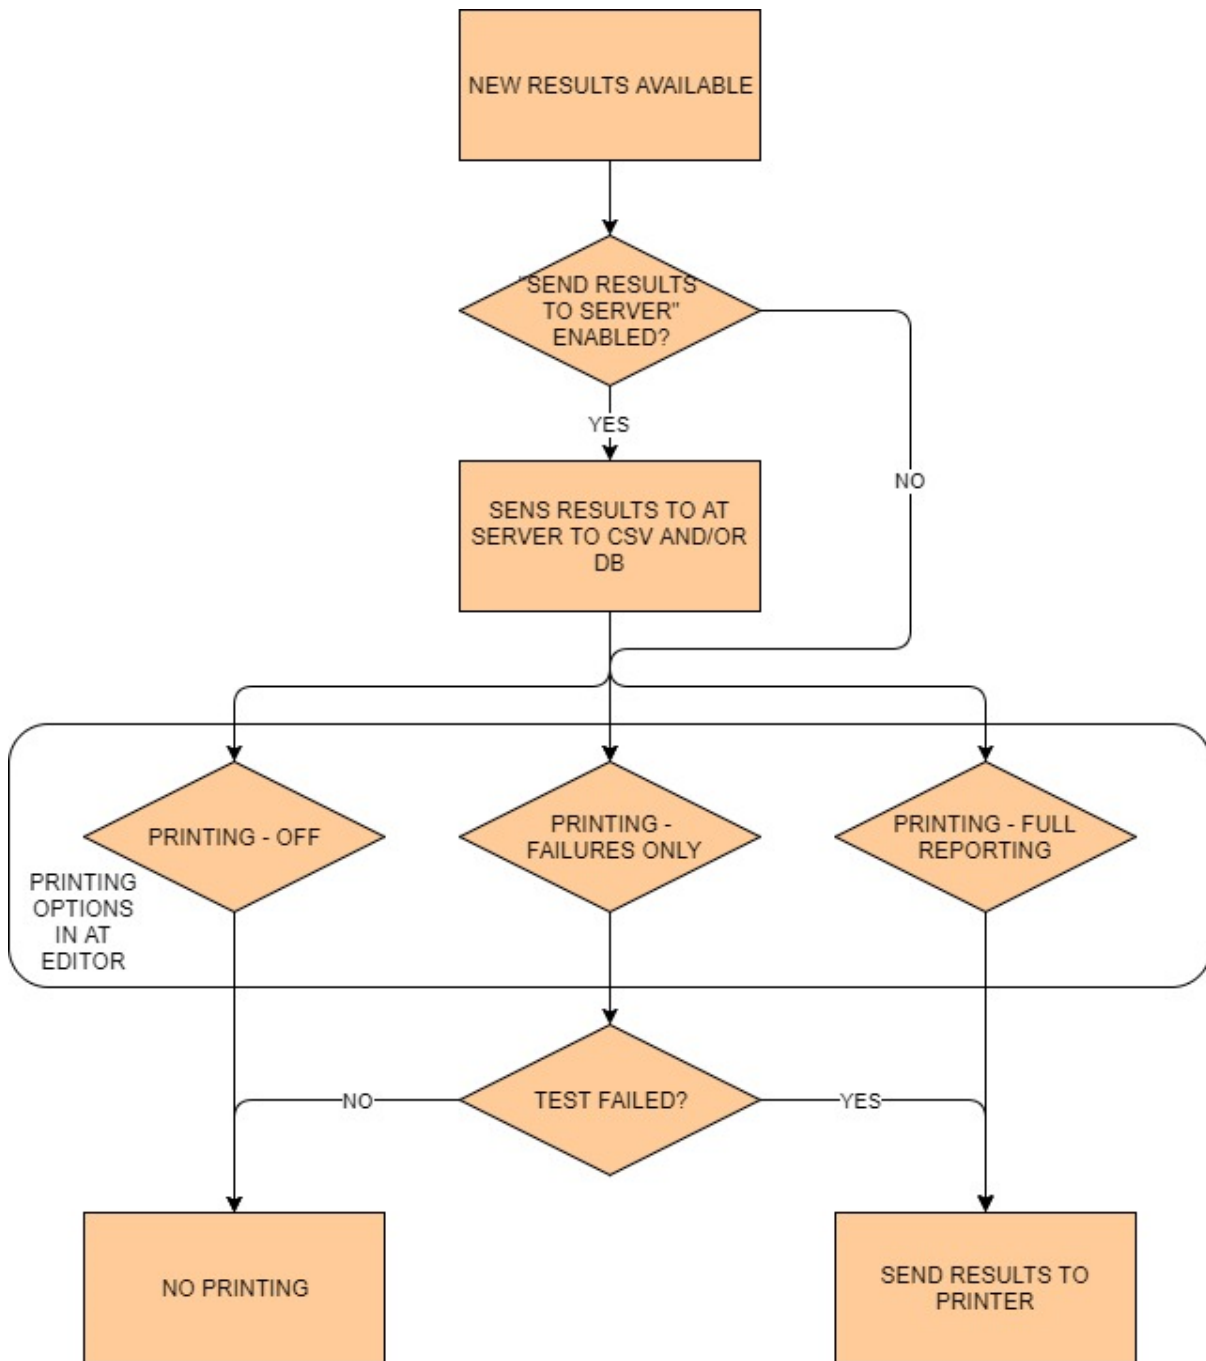 NEW RESULTS AVAILABLE
"SEND RESULTS
TO SERVER"
ENABLED?
YES
NO
SENS RESULTS TO AT
SERVER TO CSV AND/OR
DB
PRINTING - OFF
PRINTING -
FAILURES ONLY
PRINTING - FULL
REPORTING
PRINTING
OPTIONS
IN AT
EDITOR
NO
TEST FAILED?
YES
NO PRINTING
SEND RESULTS TO
PRINTER